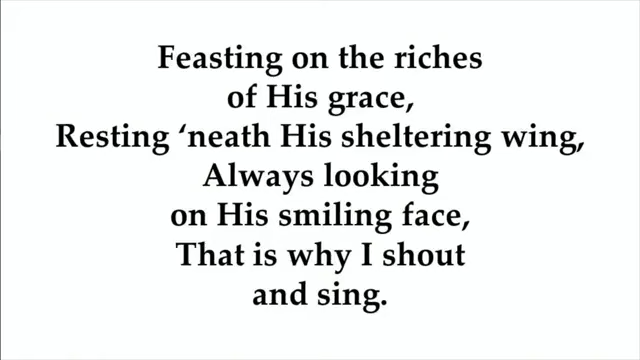 Feasting on the riches
of His grace,
Resting ‘neath His sheltering wing,
Always looking
on His smiling face,
That is why I shout
and sing.